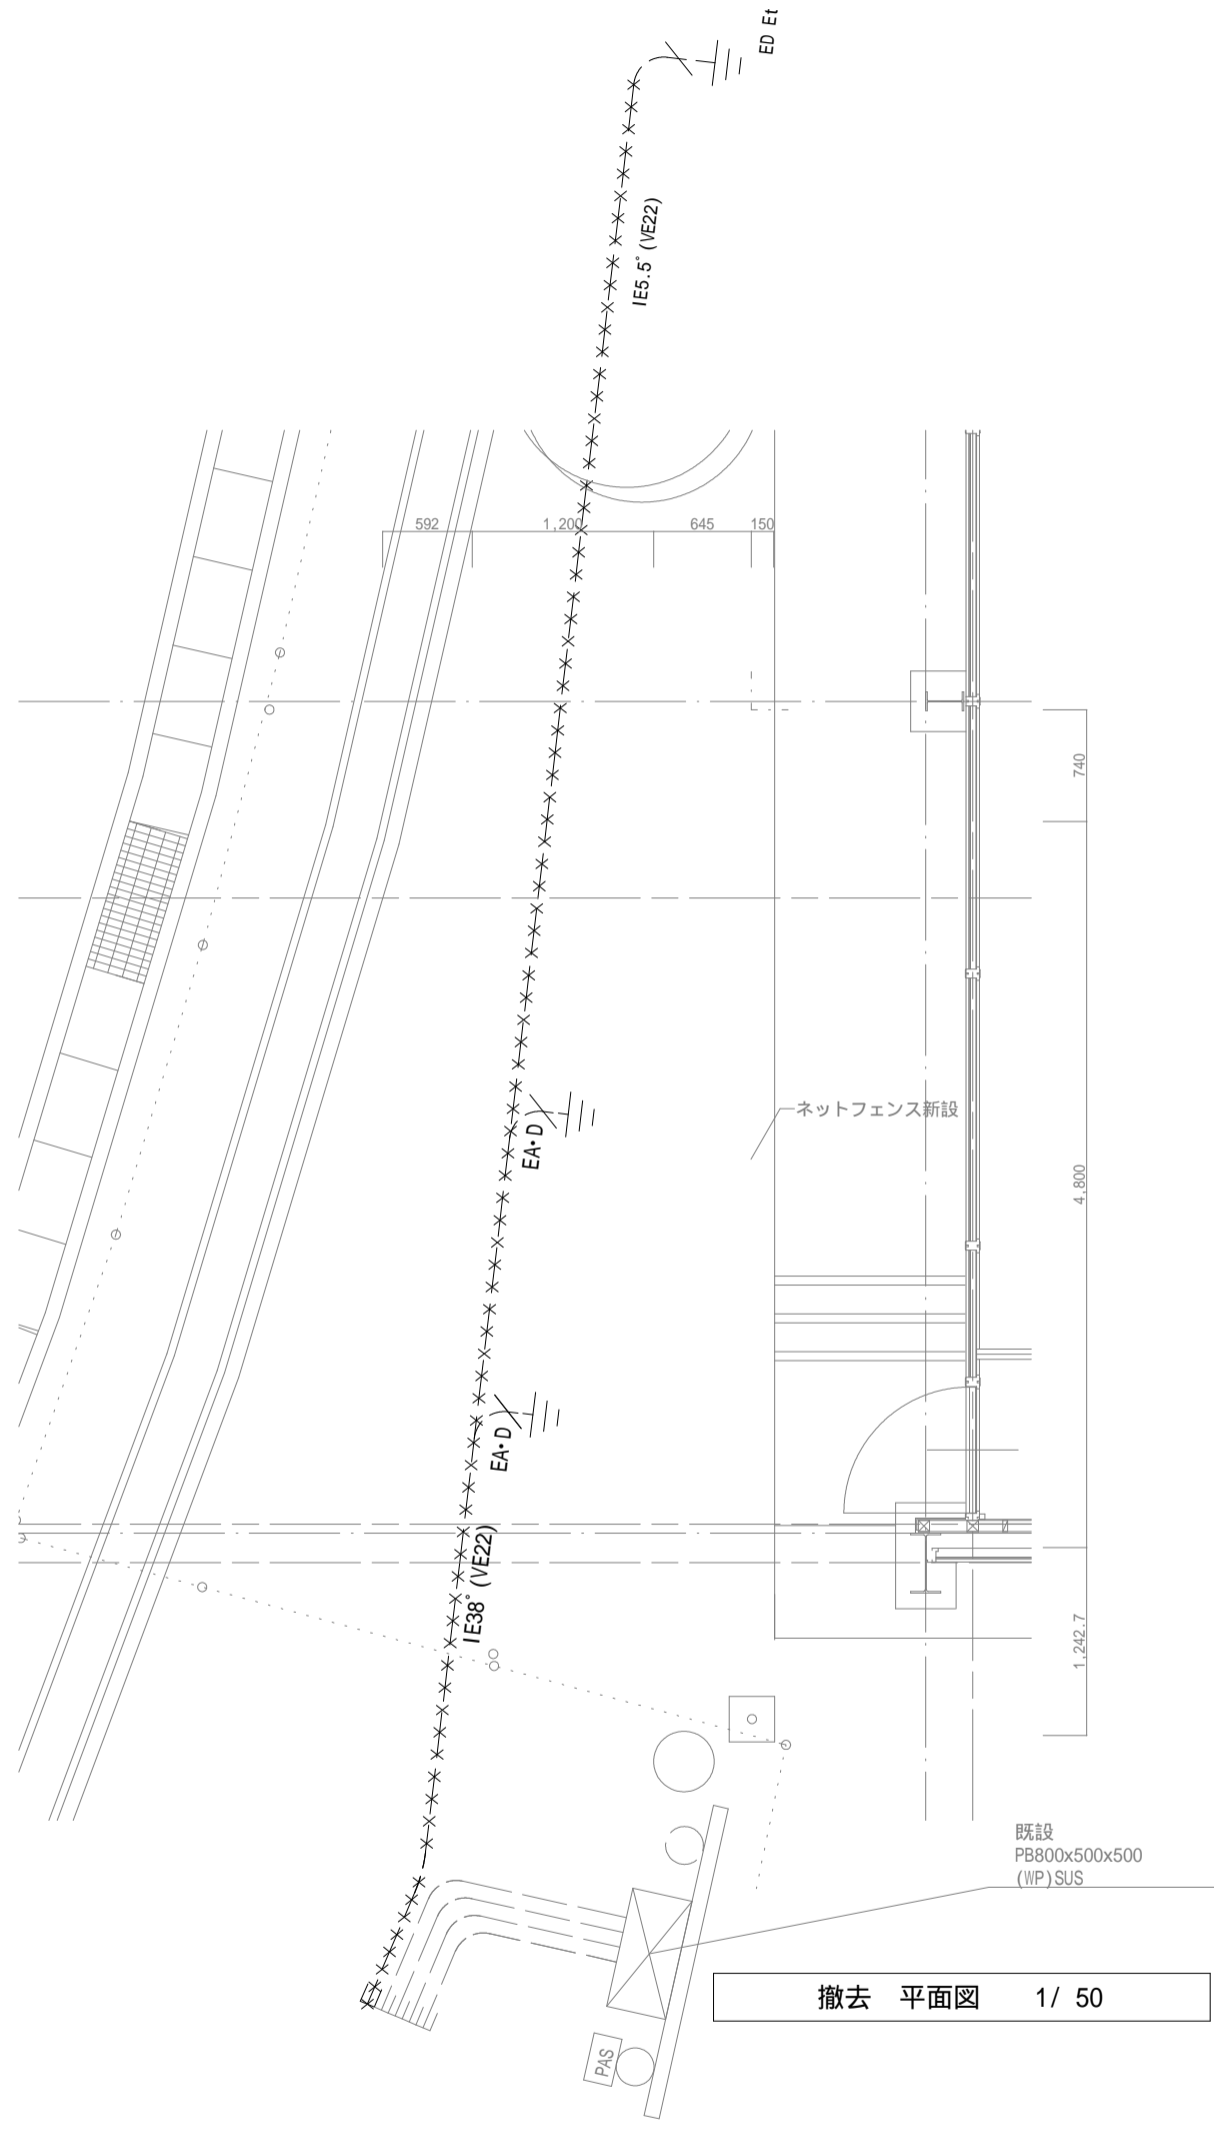 ED Et
IE5.5°(VE22)
592
1,200
645
150
740
ネットフェンス新設
EA・D
4,800
EA・D
IE38°(VE22)
1,242.7
既設
PB800x500x500
(WP)SUS
撤去 平面図 1/ 50
PAS